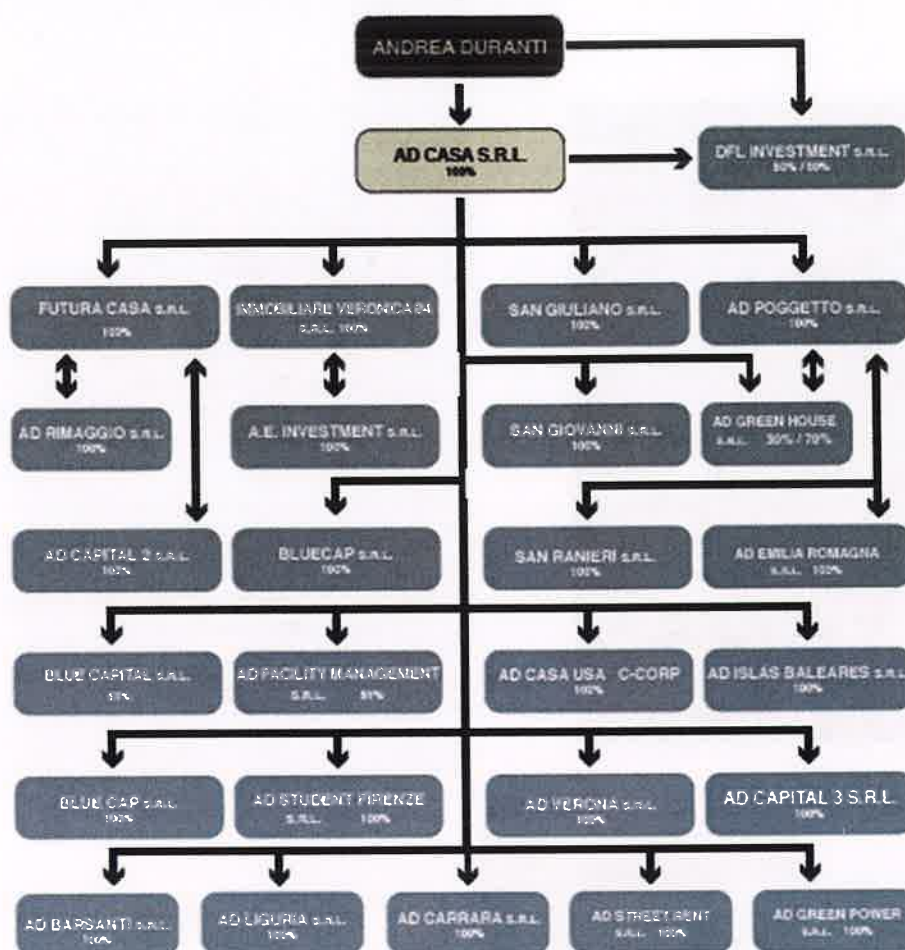 ANDREA DURANTI
AD CASA S.R.L.
100%
DFL INVESTMENT S.R.L.
50% / 50%
FUTURA CASA S.R.L.
100%
IMMOBILIARE VERONICA 94
S.R.L. 100%
SAN GIULIANO S.R.L.
100%
AD POGGETTO S.R.L.
100%
AD RIMAGGIO S.R.L.
100%
A.E. INVESTMENT S.R.L.
100%
SAN GIOVANNI S.R.L.
100%
AD GREEN HOUSE
S.R.L. 30% / 70%
AD CAPITAL 2 S.R.L.
100%
BLUECAP S.R.L.
100%
SAN RANIERI S.R.L.
100%
AD EMILIA ROMAGNA
S.R.L. 100%
BLUE CAPITAL S.R.L.
AD FACILITY MANAGEMENT
S.R.L.
AD CASA USA C-CORP
100%
AD ISLAS BALEARES S.R.L.
100%
BLUE CAP S.R.L.
100%
AD STUDENT FIRENZE
S.R.L. 100%
AD VERONA S.R.L.
100%
AD CAPITAL 3 S.R.L.
100%
AD BARSANTI S.R.L.
100%
AD LIGURIA S.R.L.
100%
AD CARRARA S.R.L.
100%
AD STREET RENT
S.R.L. 100%
AD GREEN POWER
S.R.L. 100%